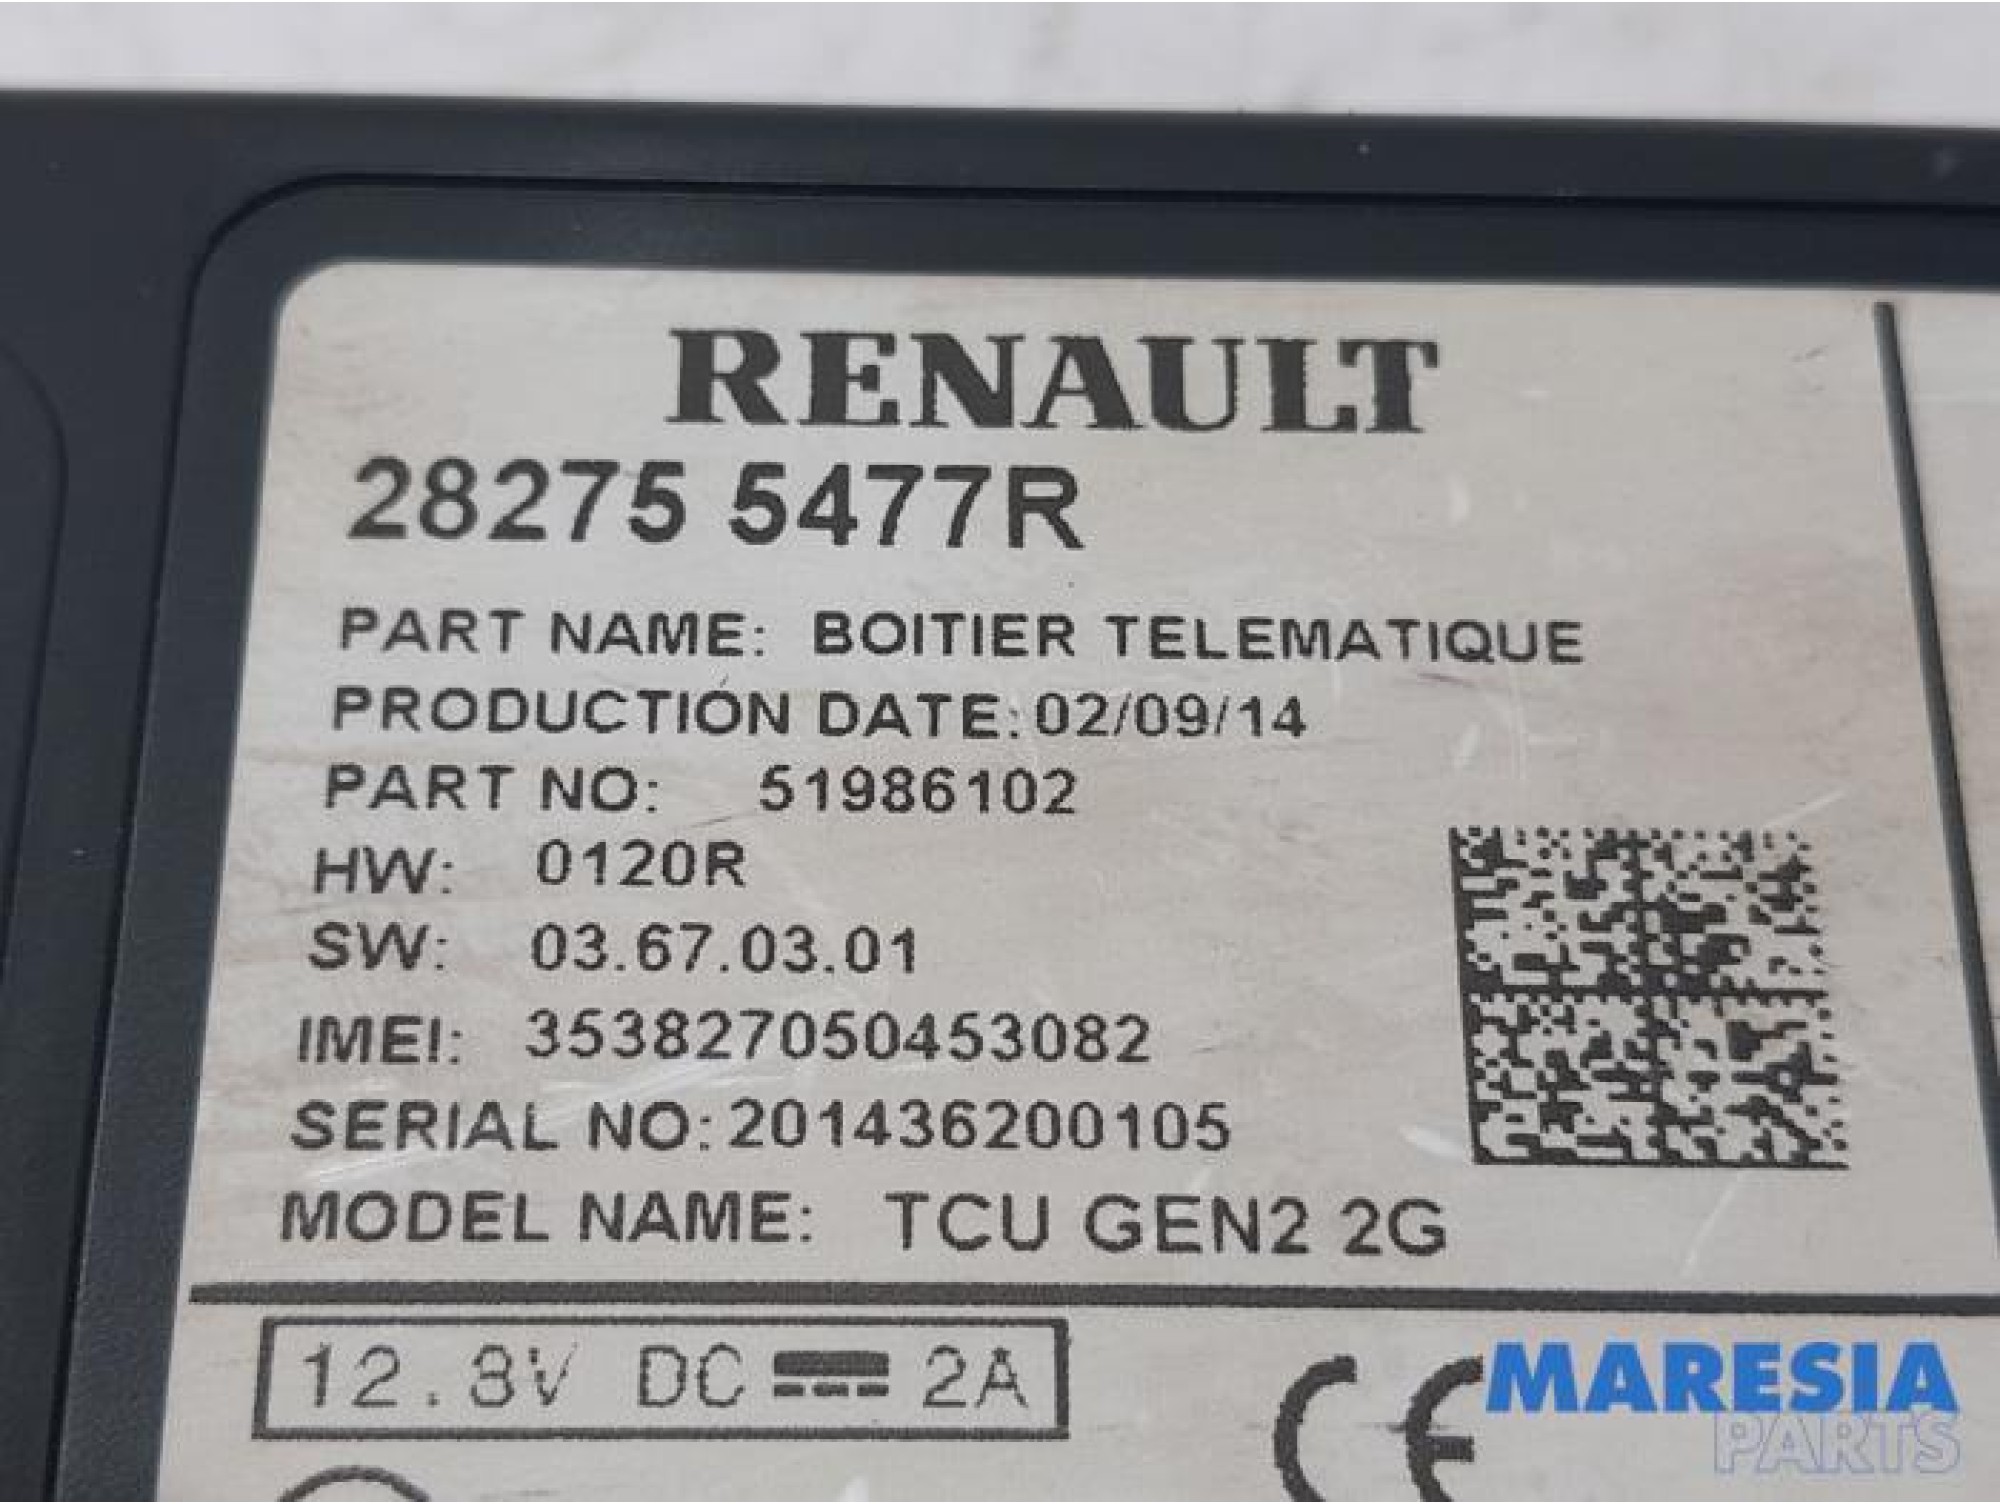 RENAULT
28275 5477R
PART NAME: BOITIER TELEMATIQUE
PRODUCTION DATE:02/09/14
PART NO: 51986102
HW: 0120R
SW: 03.67.03.01
IMEI: 353827050453082
SERIAL NO:201436200105
MODEL NAME: TCU GEN2 2G
12.8V DC 2A
CE
MARESIA
PARTS